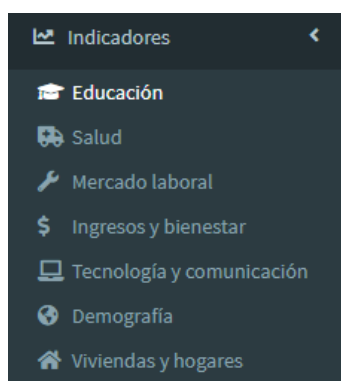 Indicadores
Educación
Salud
Mercado laboral
$ Ingresos y bienestar
Tecnología y comunicación
Demografía
Viviendas y hogares